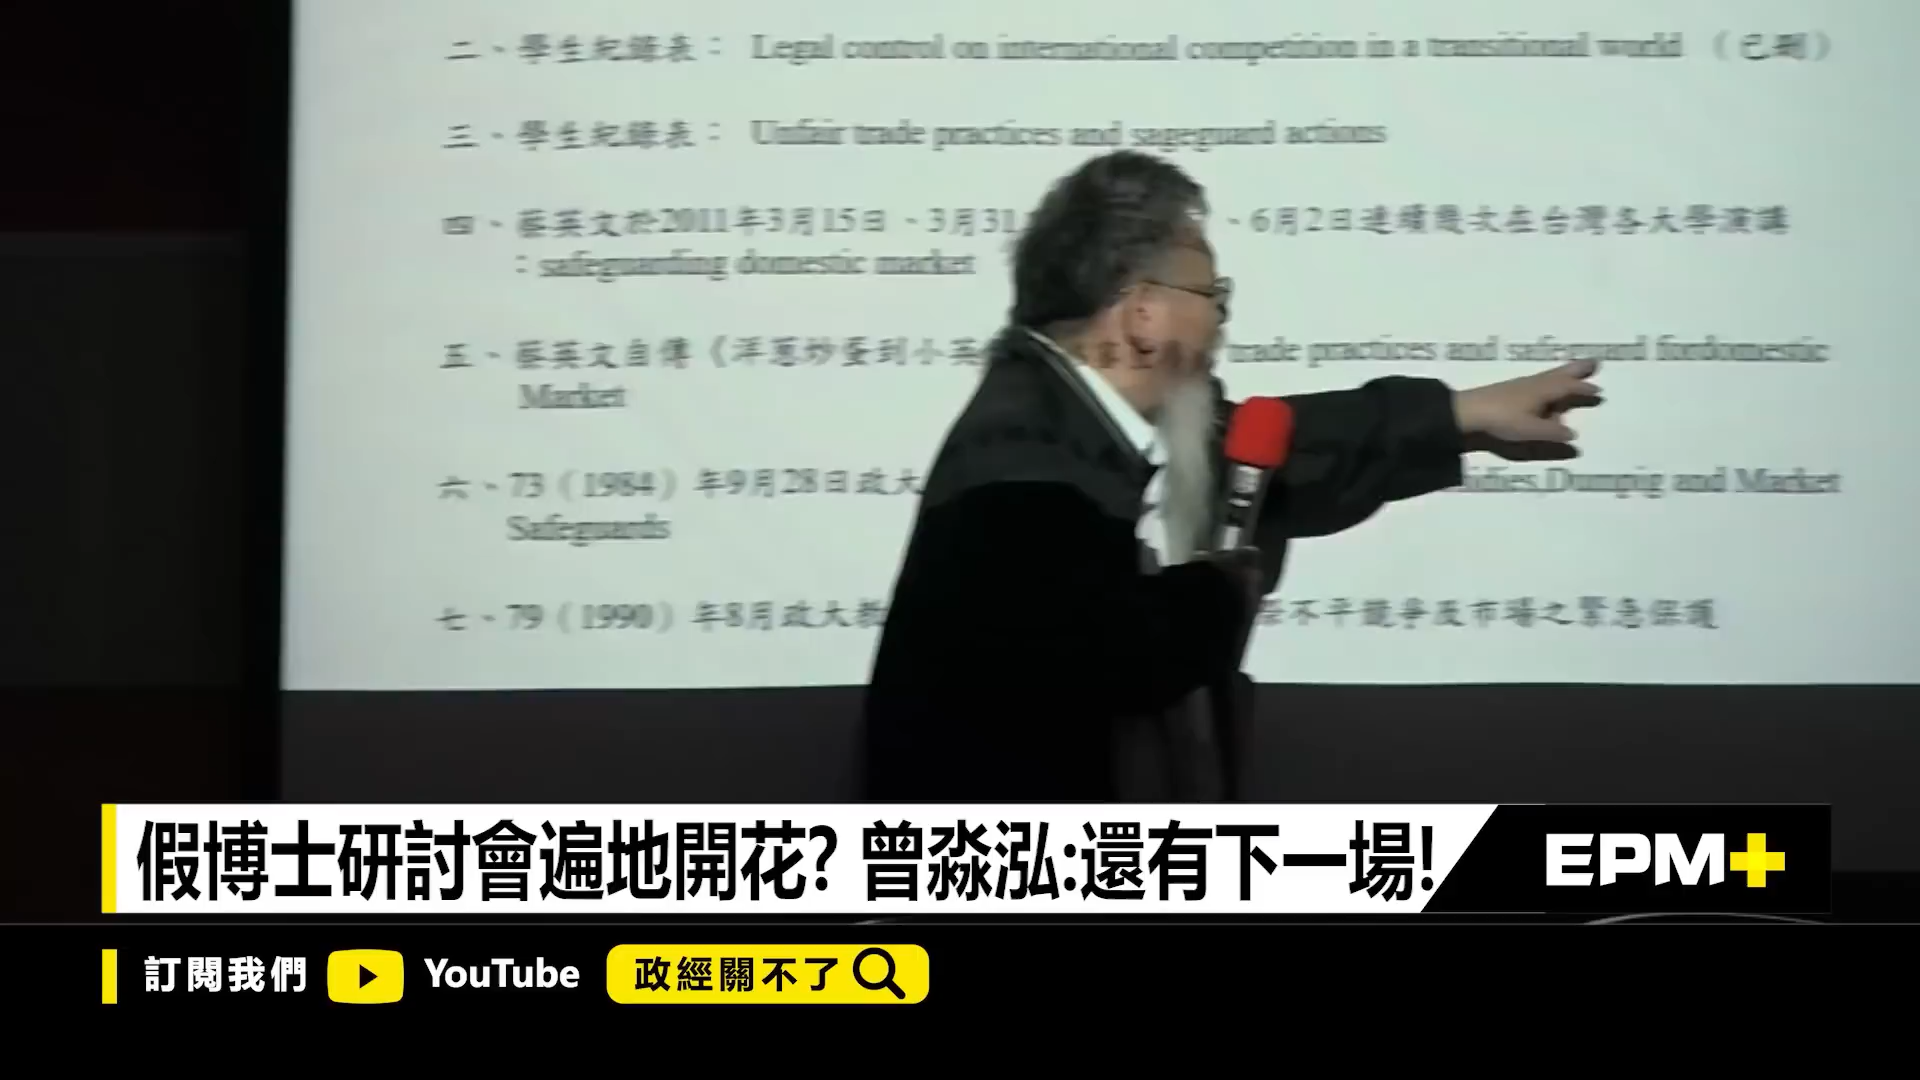 二、學生紀錄表： Legal control on international competition in a transitional world （已刪）
三、學生紀錄表： Unfair trade practices and sageguard actions
四、蔡英文於2011年3月15日、3月31 、6月2日連續幾次在台灣各大學演講
：safeguarding domestic market
五、蔡英文自傳《洋蔥炒蛋到小英 trade practices and safeguard fordomestic
Market
六、73（1984）年9月28日政大 sidies,Dumpig and Market
Safeguards
七、79（1990）年8月政大教 不平競爭及市場之緊急保護
假博士研討會遍地開花? 曾淼泓:還有下一場!
EPM+
訂閱我們 YouTube 政經關不了